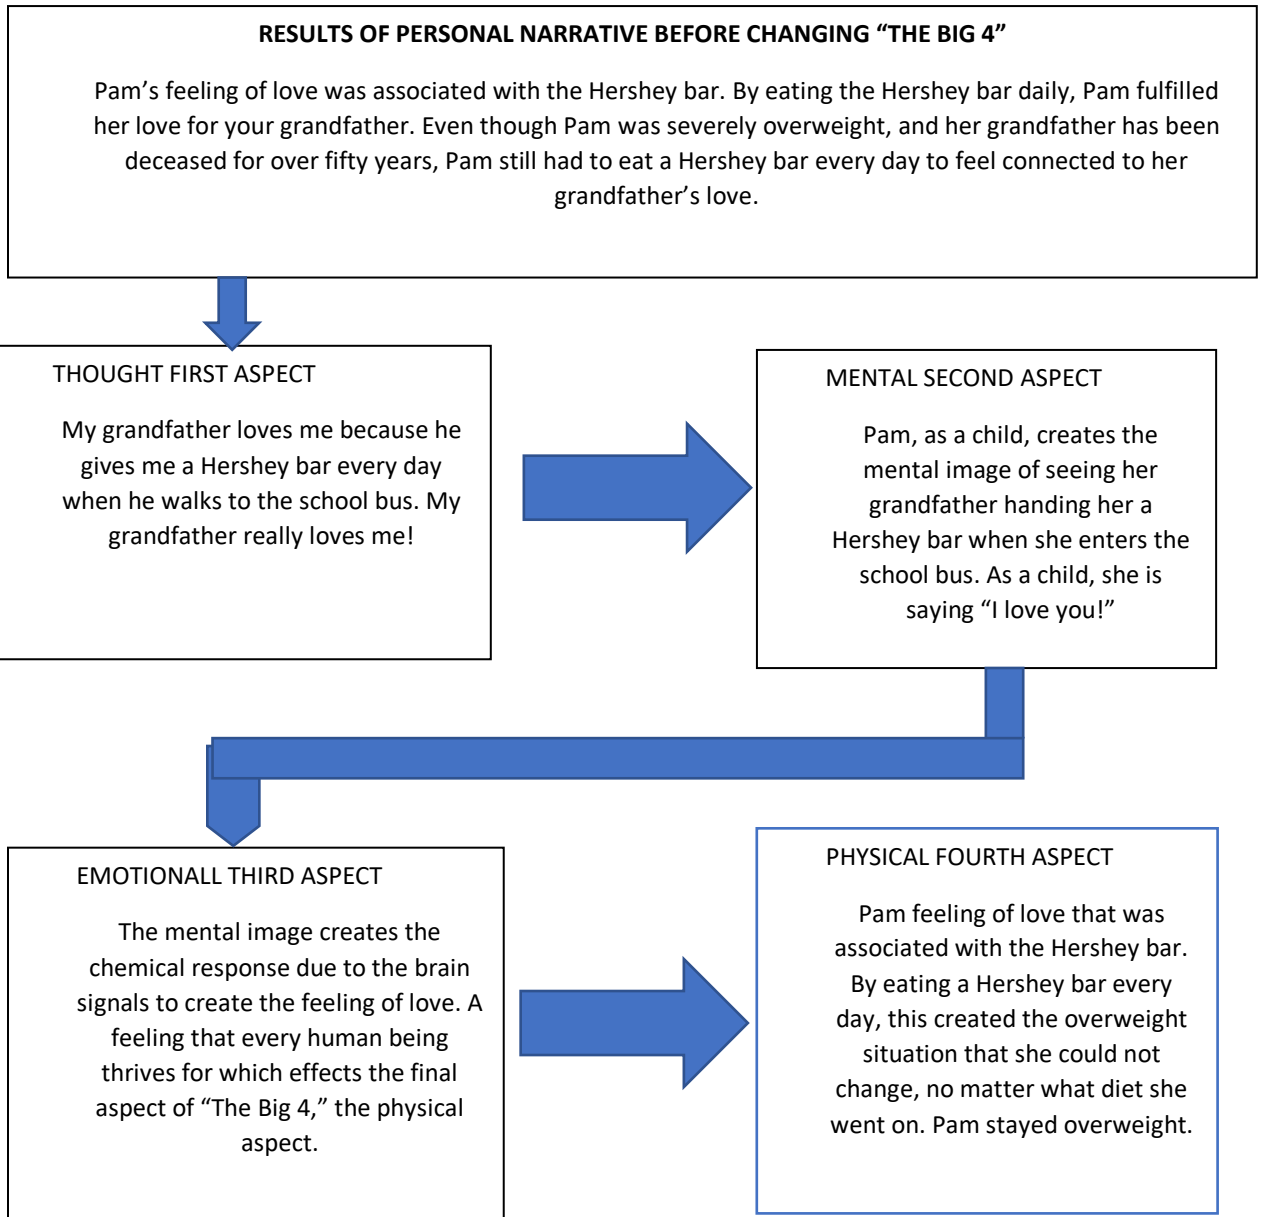 RESULTS OF PERSONAL NARRATIVE BEFORE CHANGING “THE BIG 4”
Pam’s feeling of love was associated with the Hershey bar. By eating the Hershey bar daily, Pam fulfilled
her love for your grandfather. Even though Pam was severely overweight, and her grandfather has been
deceased for over fifty years, Pam still had to eat a Hershey bar every day to feel connected to her
grandfather’s love.
THOUGHT FIRST ASPECT
My grandfather loves me because he
gives me a Hershey bar every day
when he walks to the school bus. My
grandfather really loves me!
MENTAL SECOND ASPECT
Pam, as a child, creates the
mental image of seeing her
grandfather handing her a
Hershey bar when she enters the
school bus. As a child, she is
saying “I love you!”
EMOTIONALL THIRD ASPECT
The mental image creates the
chemical response due to the brain
signals to create the feeling of love. A
feeling that every human being
thrives for which effects the final
aspect of “The Big 4,” the physical
aspect.
PHYSICAL FOURTH ASPECT
Pam feeling of love that was
associated with the Hershey bar.
By eating a Hershey bar every
day, this created the overweight
situation that she could not
change, no matter what diet she
went on. Pam stayed overweight.